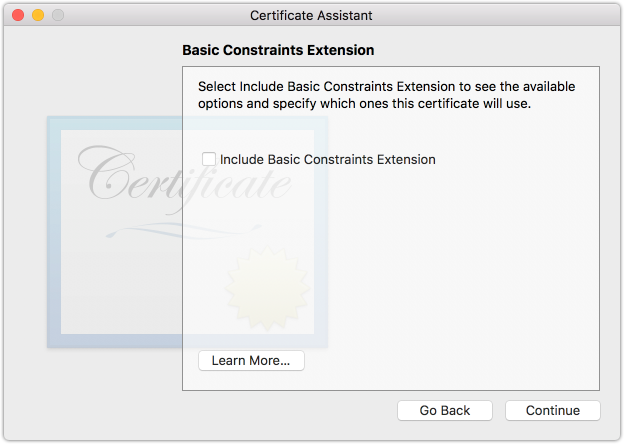 Certificate Assistant
Basic Constraints Extension
Select Include Basic Constraints Extension to see the available
options and specify which ones this certificate will use.
Include Basic Constraints Extension
Certificate
Learn More...
Go Back
Continue